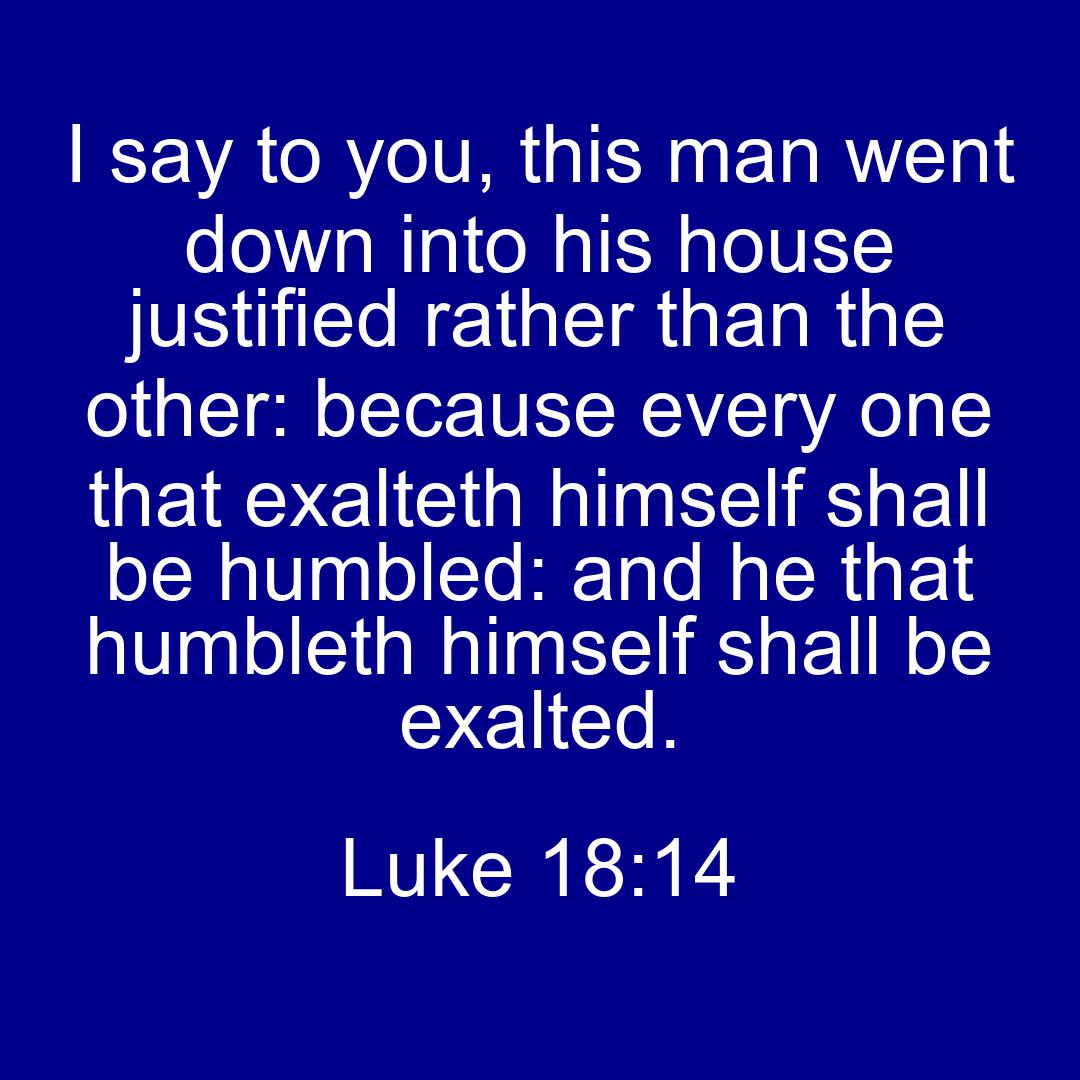 I say to you, this man went
down into his house
justified rather than the
other: because every one
that exalteth himself shall
be humbled: and he that
humbleth himself shall be
exalted.
Luke 18:14